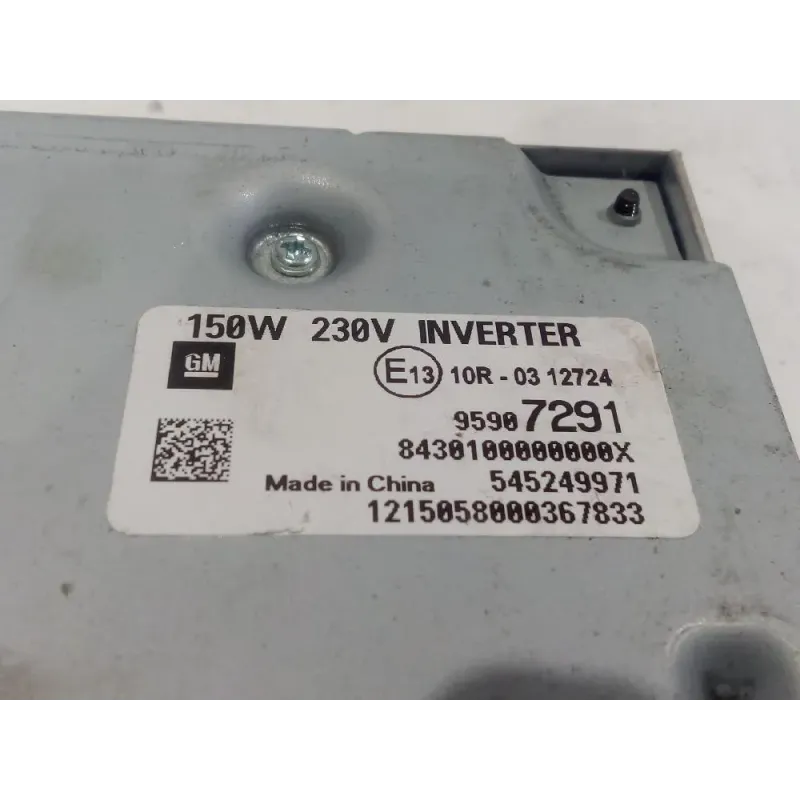 150W 230V INVERTER
GM
E13 10R - 03 12724
95907291
8430100000000X
Made in China 545249971
1215058000367833